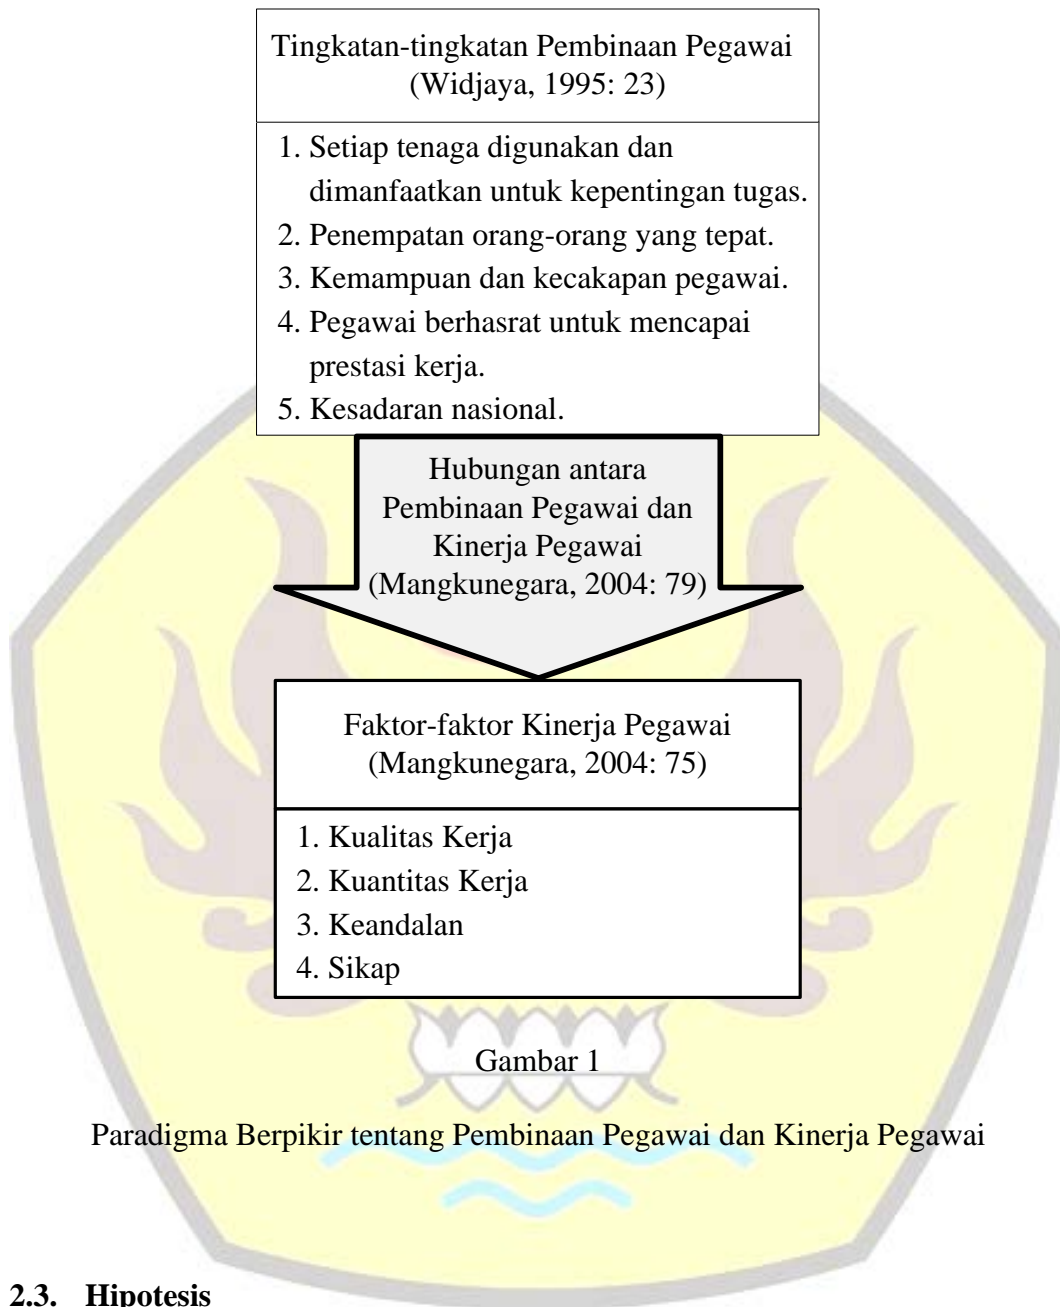 Tingkatan-tingkatan Pembinaan Pegawai
(Widjaya, 1995: 23)
1. Setiap tenaga digunakan dan
dimanfaatkan untuk kepentingan tugas.
2. Penempatan orang-orang yang tepat.
3. Kemampuan dan kecakapan pegawai.
4. Pegawai berhasrat untuk mencapai
prestasi kerja.
5. Kesadaran nasional.
Hubungan antara
Pembinaan Pegawai dan
Kinerja Pegawai
(Mangkunegara, 2004: 79)
Faktor-faktor Kinerja Pegawai
(Mangkunegara, 2004: 75)
1. Kualitas Kerja
2. Kuantitas Kerja
3. Keandalan
4. Sikap
Gambar 1
Paradigma Berpikir tentang Pembinaan Pegawai dan Kinerja Pegawai
2.3. Hipotesis